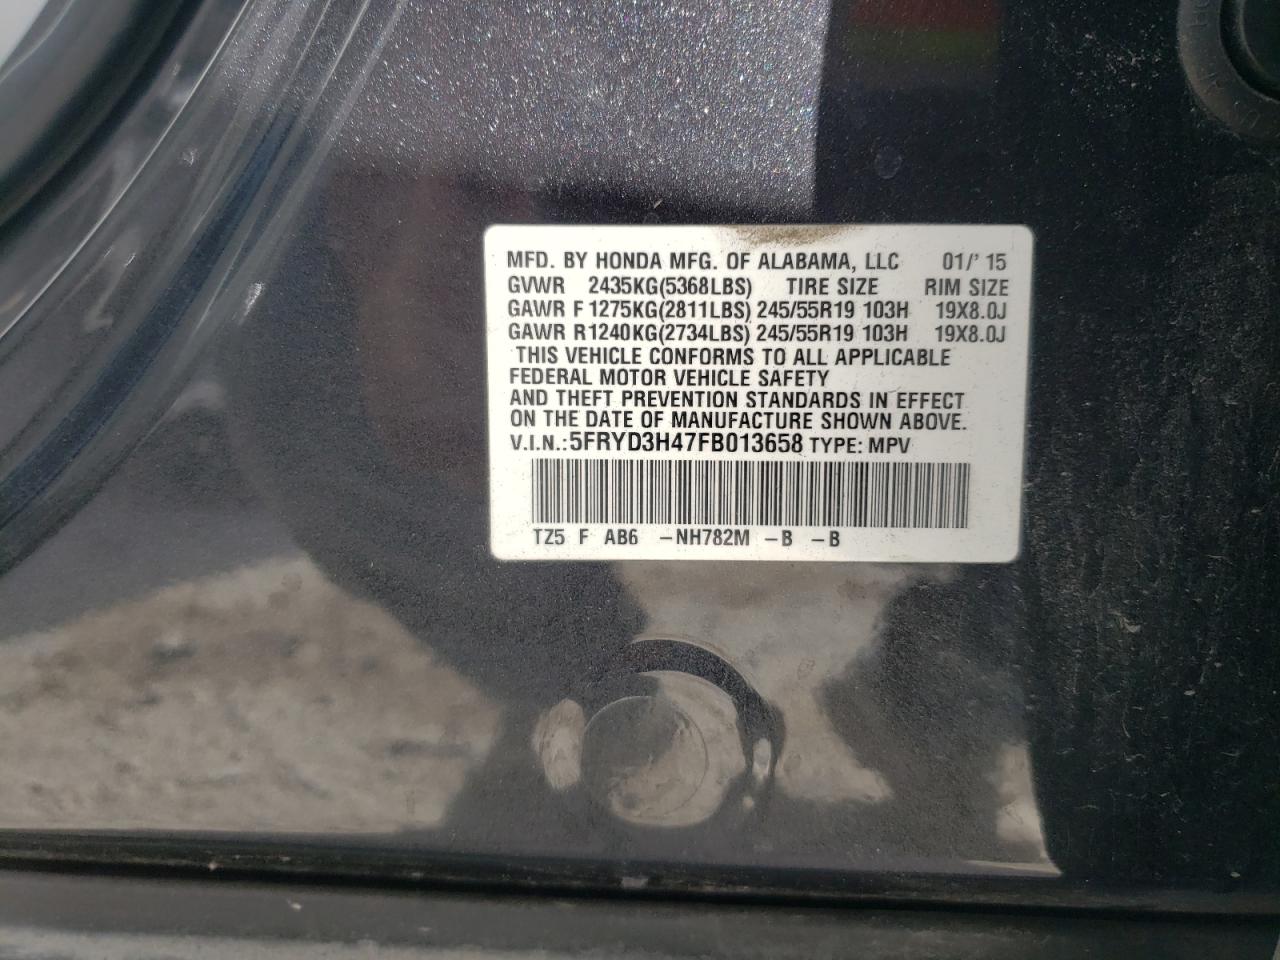 MFD. BY HONDA MFG. OF ALABAMA, LLC 01/'15
GVWR 2435KG(5368LBS) TIRE SIZE RIM SIZE
GAWR F 1275KG(2811LBS) 245/55R19 103H 19X8.0J
GAWR R 1240KG(2734LBS) 245/55R19 103H 19X8.0J
THIS VEHICLE CONFORMS TO ALL APPLICABLE
FEDERAL MOTOR VEHICLE SAFETY
AND THEFT PREVENTION STANDARDS IN EFFECT
ON THE DATE OF MANUFACTURE SHOWN ABOVE.
V.I.N.:5FRYD3H47FB013658 TYPE: MPV
TZ5 F AB6 -NH782M -B -B